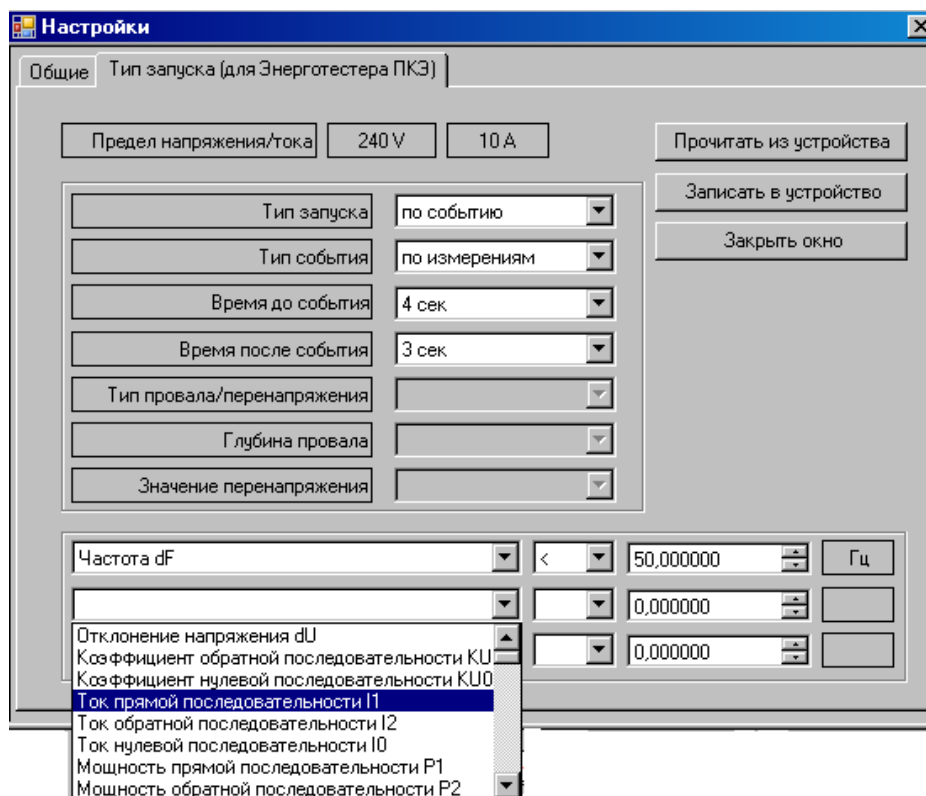 Настройки
Общие
Тип запуска (для Энерготестера ПКЭ)
Предел напряжения/тока 240 V 10 A
Прочитать из устройства
Записать в устройство
Закрыть окно
Тип запуска по событию
Тип события по измерениям
Время до события 4 сек
Время после события 3 сек
Тип провала/перенапряжения
Глубина провала
Значение перенапряжения
Частота dF < 50,000000 Гц
0,000000
0,000000
Отклонение напряжения dU
Коэффициент обратной последовательности KU
Коэффициент нулевой последовательности KU0
Ток прямой последовательности I1
Ток обратной последовательности I2
Ток нулевой последовательности I0
Мощность прямой последовательности P1
Мощность обратной последовательности P2